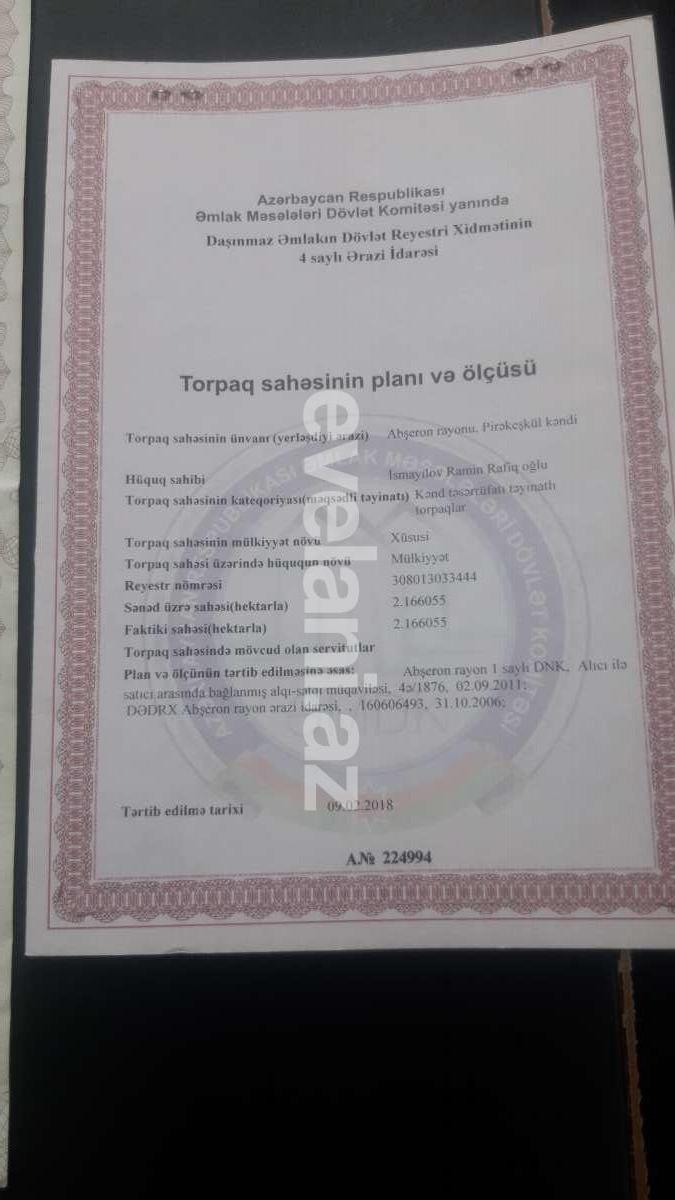 Azərbaycan Respublikası
Əmlak Məsələləri Dövlət Komitəsi yanında
Daşınmaz Əmlakın Dövlət Reyestri Xidmətinin
4 saylı Ərazi İdarəsi
Torpaq sahəsinin planı və ölçüsü
Torpaq sahəsinin ünvanı (yerləşdiyi ərazi) Abşeron rayonu, Pirəkeşkül kəndi
Hüquq sahibi İsmayılov Ramin Rafiq oğlu
Torpaq sahəsinin kateqoriyası(məqsədli təyinatı) Kənd təsərrüfatı təyinatlı
torpaqlar
Torpaq sahəsinin mülkiyyət növü Xüsusi
Torpaq sahəsi üzərində hüququn növü Mülkiyyət
Reyestr nömrəsi 308013033444
Sənəd üzrə sahəsi(hektarla) 2.166055
Faktiki sahəsi(hektarla) 2.166055
Torpaq sahəsində mövcud olan servitutlar
Plan və ölçünün tərtib edilməsinə əsas: Abşeron rayon 1 saylı DNK, Alıcı ilə
satıcı arasında bağlanmış alqı-satqı müqaviləsi, 4ə/1876, 02.09.2011;
DƏDRX Abşeron rayon ərazi idarəsi, , 160606493, 31.10.2006;
Tərtib edilmə tarixi 09.02.2018
A.№ 224994
evelani.az